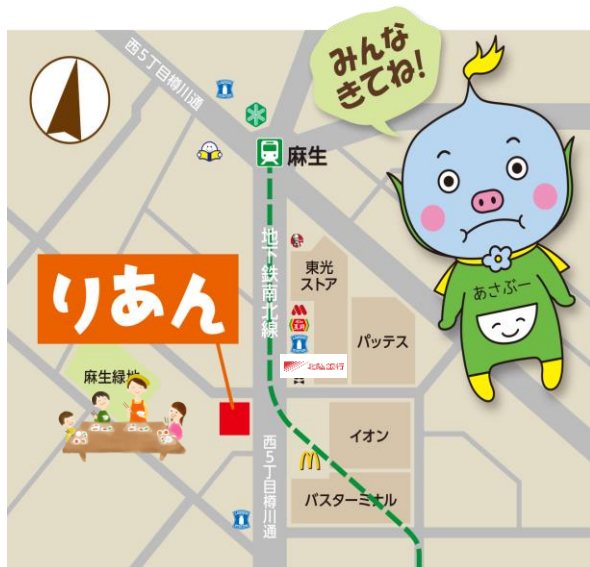 みんな
きてね!
西5丁目樽川通
麻生
地下鉄南北線
東光
ストア
りあん
あさぶー
パッテス
北陸銀行
麻生緑地
イオン
西5丁目樽川通
バスターミナル